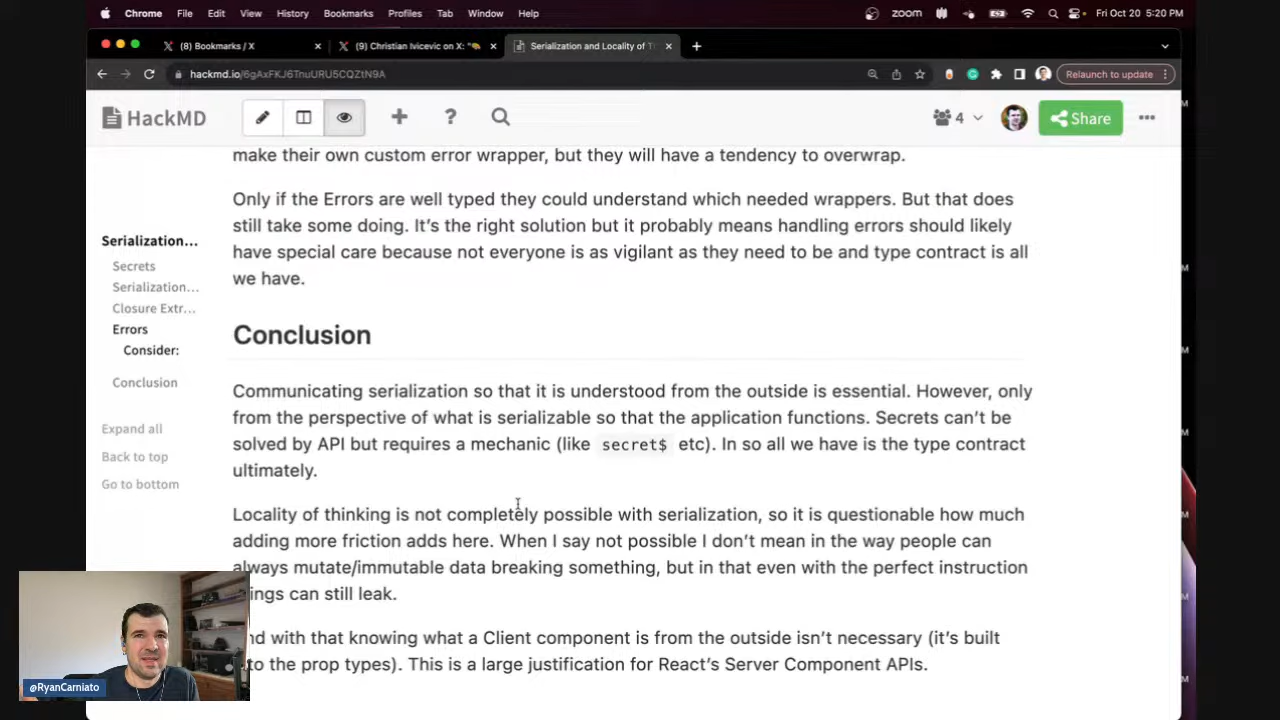 Chrome File Edit View History Bookmarks Profiles Tab Window Help zoom Fri Oct 20 5:20 PM
(8) Bookmarks / X × (9) Christian Ivicevic on X: "🧠 × Serialization and Locality of T × +
hackmd.io/6gAxFKJ6TnuURU5CQZtN9A Relaunch to update
HackMD 4 Share
make their own custom error wrapper, but they will have a tendency to overwrap.
Only if the Errors are well typed they could understand which needed wrappers. But that does
still take some doing. It's the right solution but it probably means handling errors should likely
have special care because not everyone is as vigilant as they need to be and type contract is all
we have.
Serialization...
Secrets
Serialization...
Closure Extr...
Errors
Consider:
Conclusion
Expand all
Back to top
Go to bottom
Conclusion
Communicating serialization so that it is understood from the outside is essential. However, only
from the perspective of what is serializable so that the application functions. Secrets can't be
solved by API but requires a mechanic (like secret$ etc). In so all we have is the type contract
ultimately.
Locality of thinking is not completely possible with serialization, so it is questionable how much
adding more friction adds here. When I say not possible I don't mean in the way people can
always mutate/immutable data breaking something, but in that even with the perfect instruction
ings can still leak.
nd with that knowing what a Client component is from the outside isn't necessary (it's built
to the prop types). This is a large justification for React's Server Component APIs.
@RyanCarniato